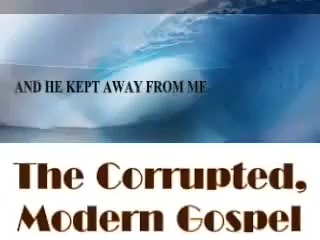 AND HE KEPT AWAY FROM ME
The Corrupted,
Modern Gospel